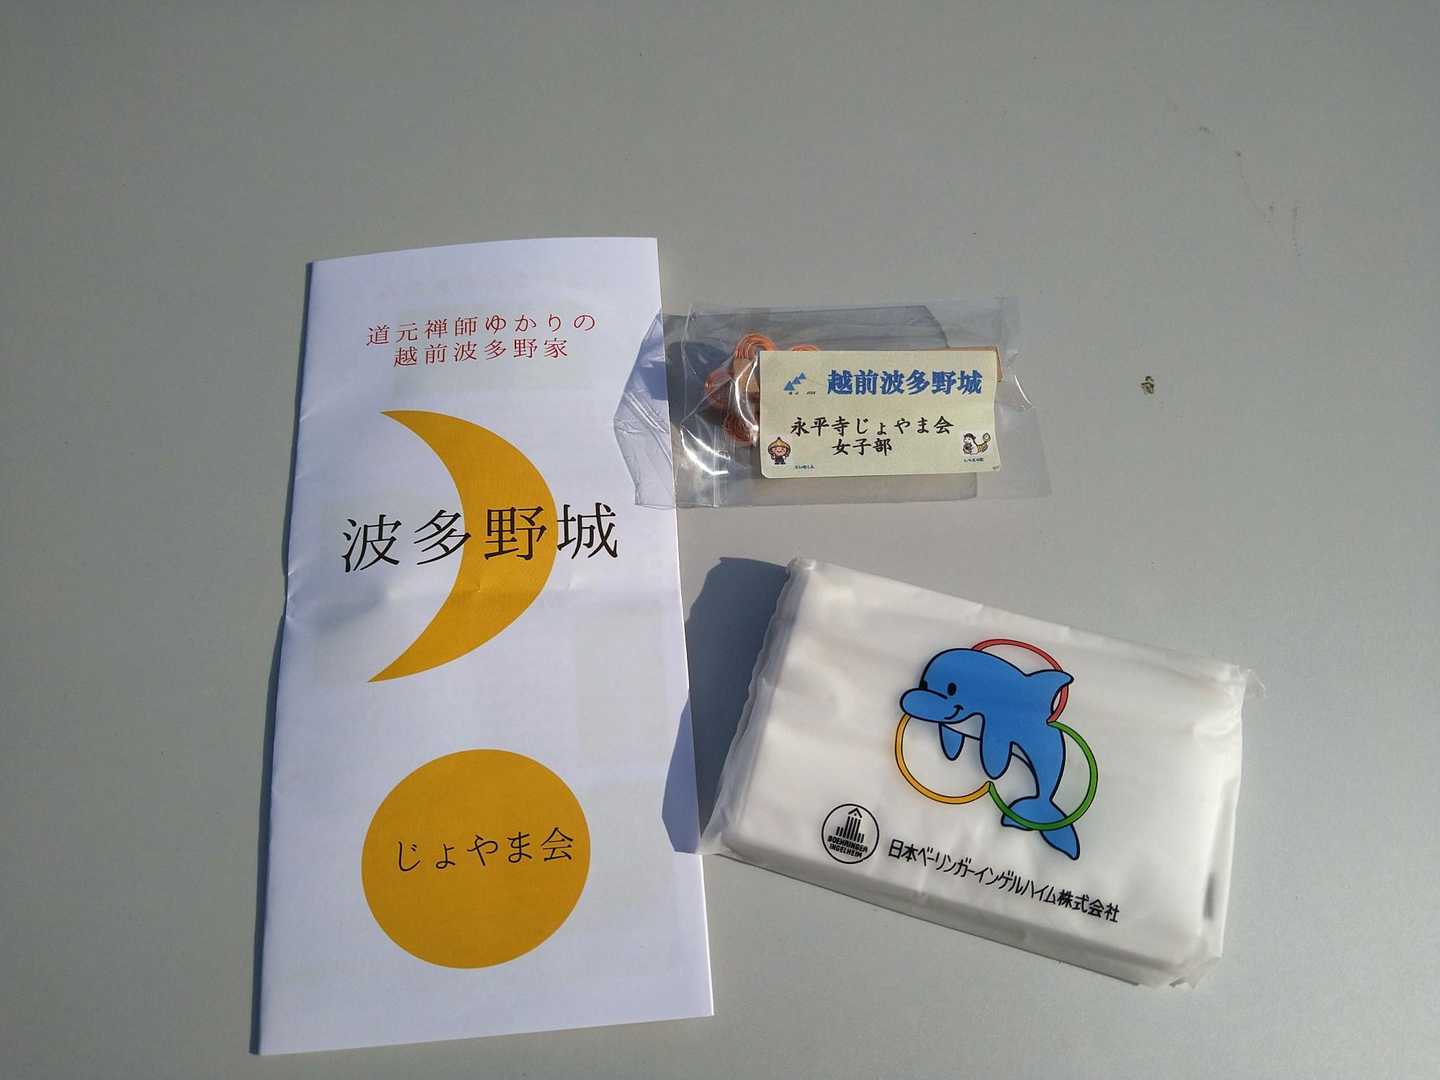 道元禅師ゆかりの
越前波多野家
波多野城
じょやま会
越前波多野城
永平寺じょやま会
女子部
BOEHRINGER
INGELHEIM
日本ベーリンガーインゲルハイム株式会社